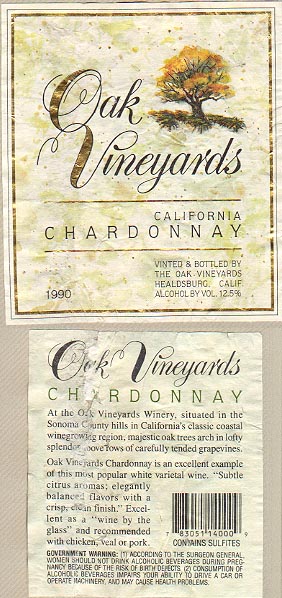 Oak
Vineyards
CALIFORNIA
CHARDONNAY
VINTED & BOTTLED BY
THE OAK VINEYARDS
HEALDSBURG, CALIF
1990
ALCOHOL BY VOL. 12.5%
Oak Vineyards
CHARDONNAY
At the Oak Vineyards Winery, situated in the
Sonoma County hills in California's classic coastal
winegrowing region, majestic oak trees arch in lofty
splendor above rows of carefully tended grapevines.
Oak Vineyards Chardonnay is an excellent example
of this most popular white varietal wine. "Subtle
citrus aromas; elegantly
balanced flavors with a
crisp, clean finish." Excel-
lent as a "wine by the
glass" and recommended
with chicken, veal or pork.
7 83051 14000 9
CONTAINS SULFITES
GOVERNMENT WARNING: (1) ACCORDING TO THE SURGEON GENERAL,
WOMEN SHOULD NOT DRINK ALCOHOLIC BEVERAGES DURING PREG-
NANCY BECAUSE OF THE RISK OF BIRTH DEFECTS. (2) CONSUMPTION OF
ALCOHOLIC BEVERAGES IMPAIRS YOUR ABILITY TO DRIVE A CAR OR
OPERATE MACHINERY, AND MAY CAUSE HEALTH PROBLEMS.